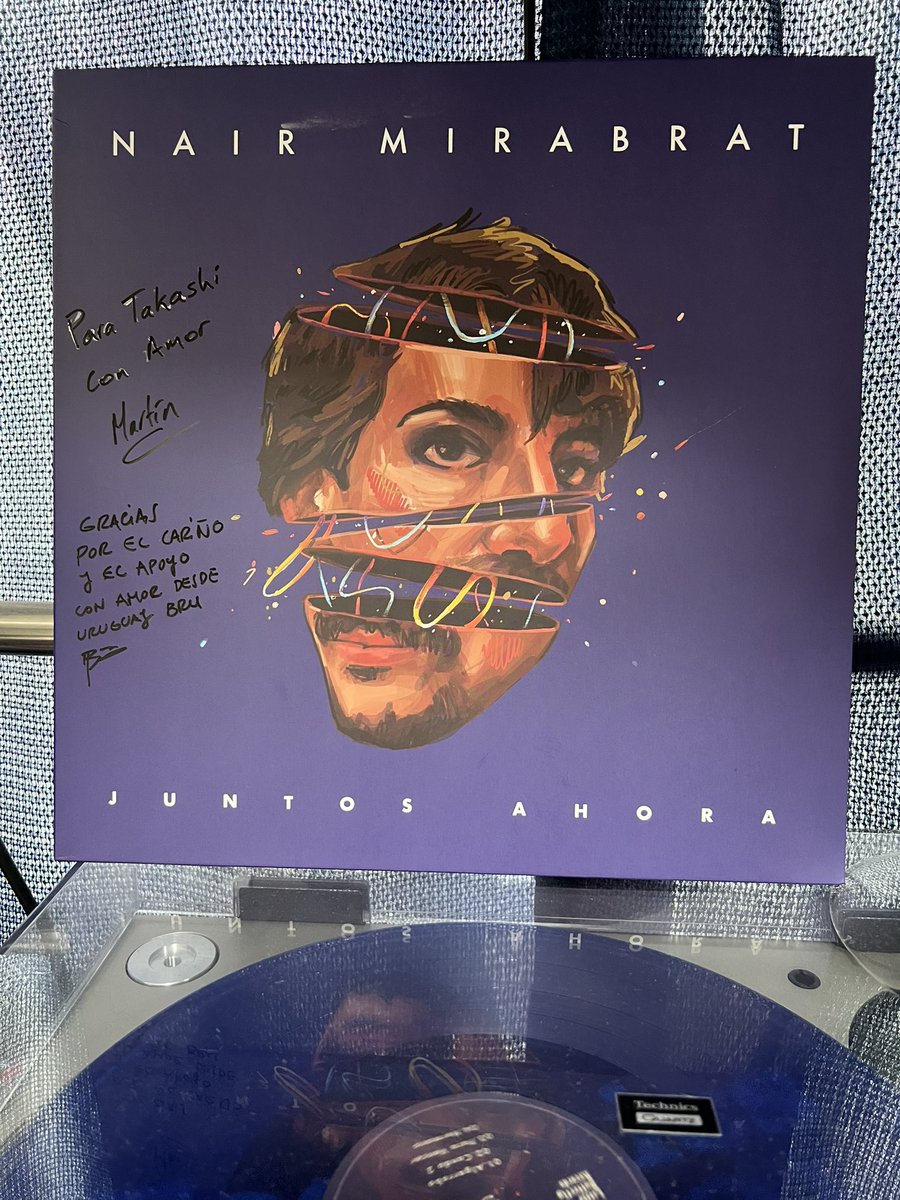 NAIR MIRABRAT
Para Takashi
Con Amor
Martín
GRACIAS
POR EL CARIÑO
Y EL APOYO
CON AMOR DESDE
URUGUAY BRU
JUNTOS AHORA
Technics
Quartz